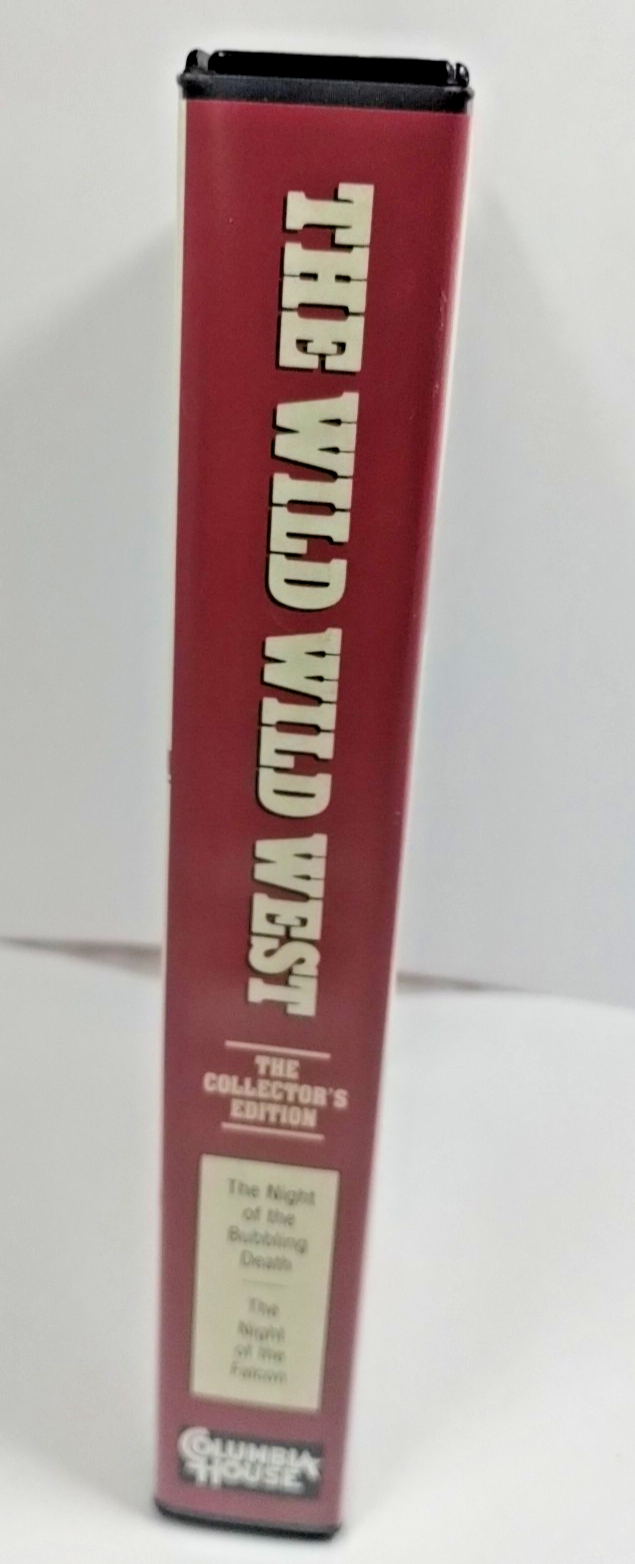 THE WILD WILD WEST
THE
COLLECTOR'S
EDITION
The Night
of the
Bubbling
Death
The
Night
of the
Falcon
COLUMBIA
HOUSE